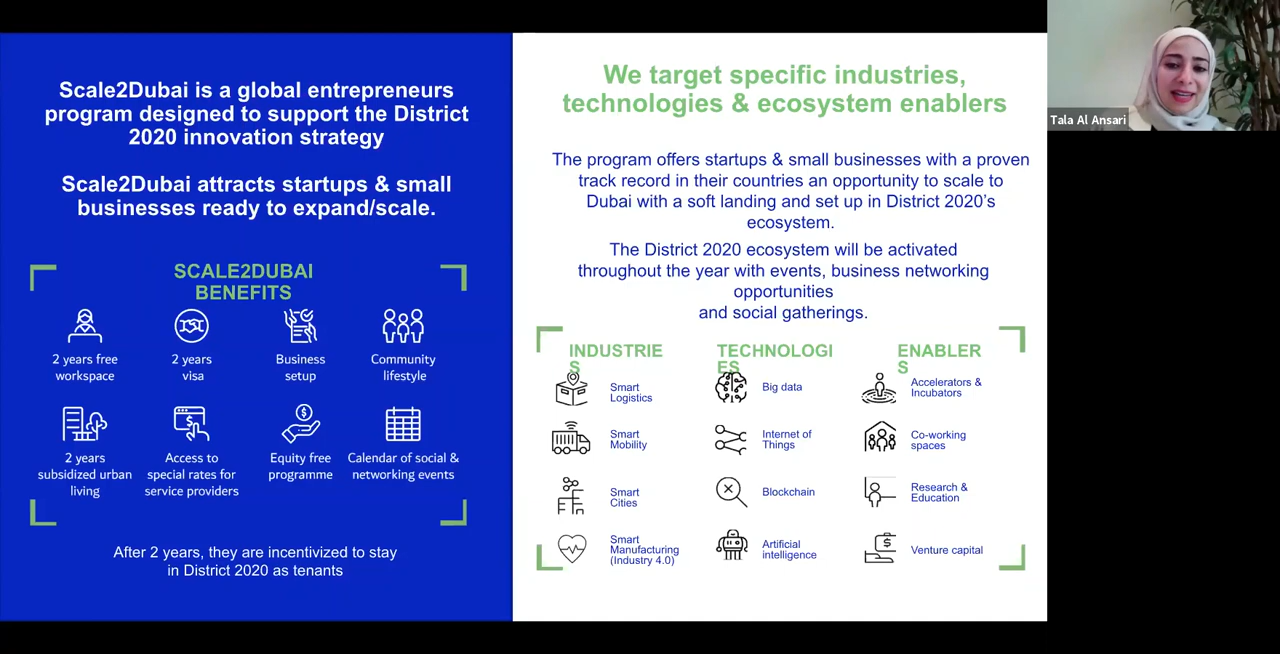 Scale2Dubai is a global entrepreneurs
program designed to support the District
2020 innovation strategy
Scale2Dubai attracts startups & small
businesses ready to expand/scale.
SCALE2DUBAI
BENEFITS
2 years free
workspace
2 years
visa
Business
setup
Community
lifestyle
2 years
subsidized urban
living
Access to
special rates for
service providers
Equity free
programme
Calendar of social &
networking events
After 2 years, they are incentivized to stay
in District 2020 as tenants
We target specific industries,
technologies & ecosystem enablers
The program offers startups & small businesses with a proven
track record in their countries an opportunity to scale to
Dubai with a soft landing and set up in District 2020’s
ecosystem.
The District 2020 ecosystem will be activated
throughout the year with events, business networking
opportunities
and social gatherings.
INDUSTRIE
S
Smart
Logistics
Smart
Mobility
Smart
Cities
Smart
Manufacturing
(Industry 4.0)
TECHNOLOGI
ES
Big data
Internet of
Things
Blockchain
Artificial
intelligence
ENABLER
S
Accelerators &
Incubators
Co-working
spaces
Research &
Education
Venture capital
Tala Al Ansari